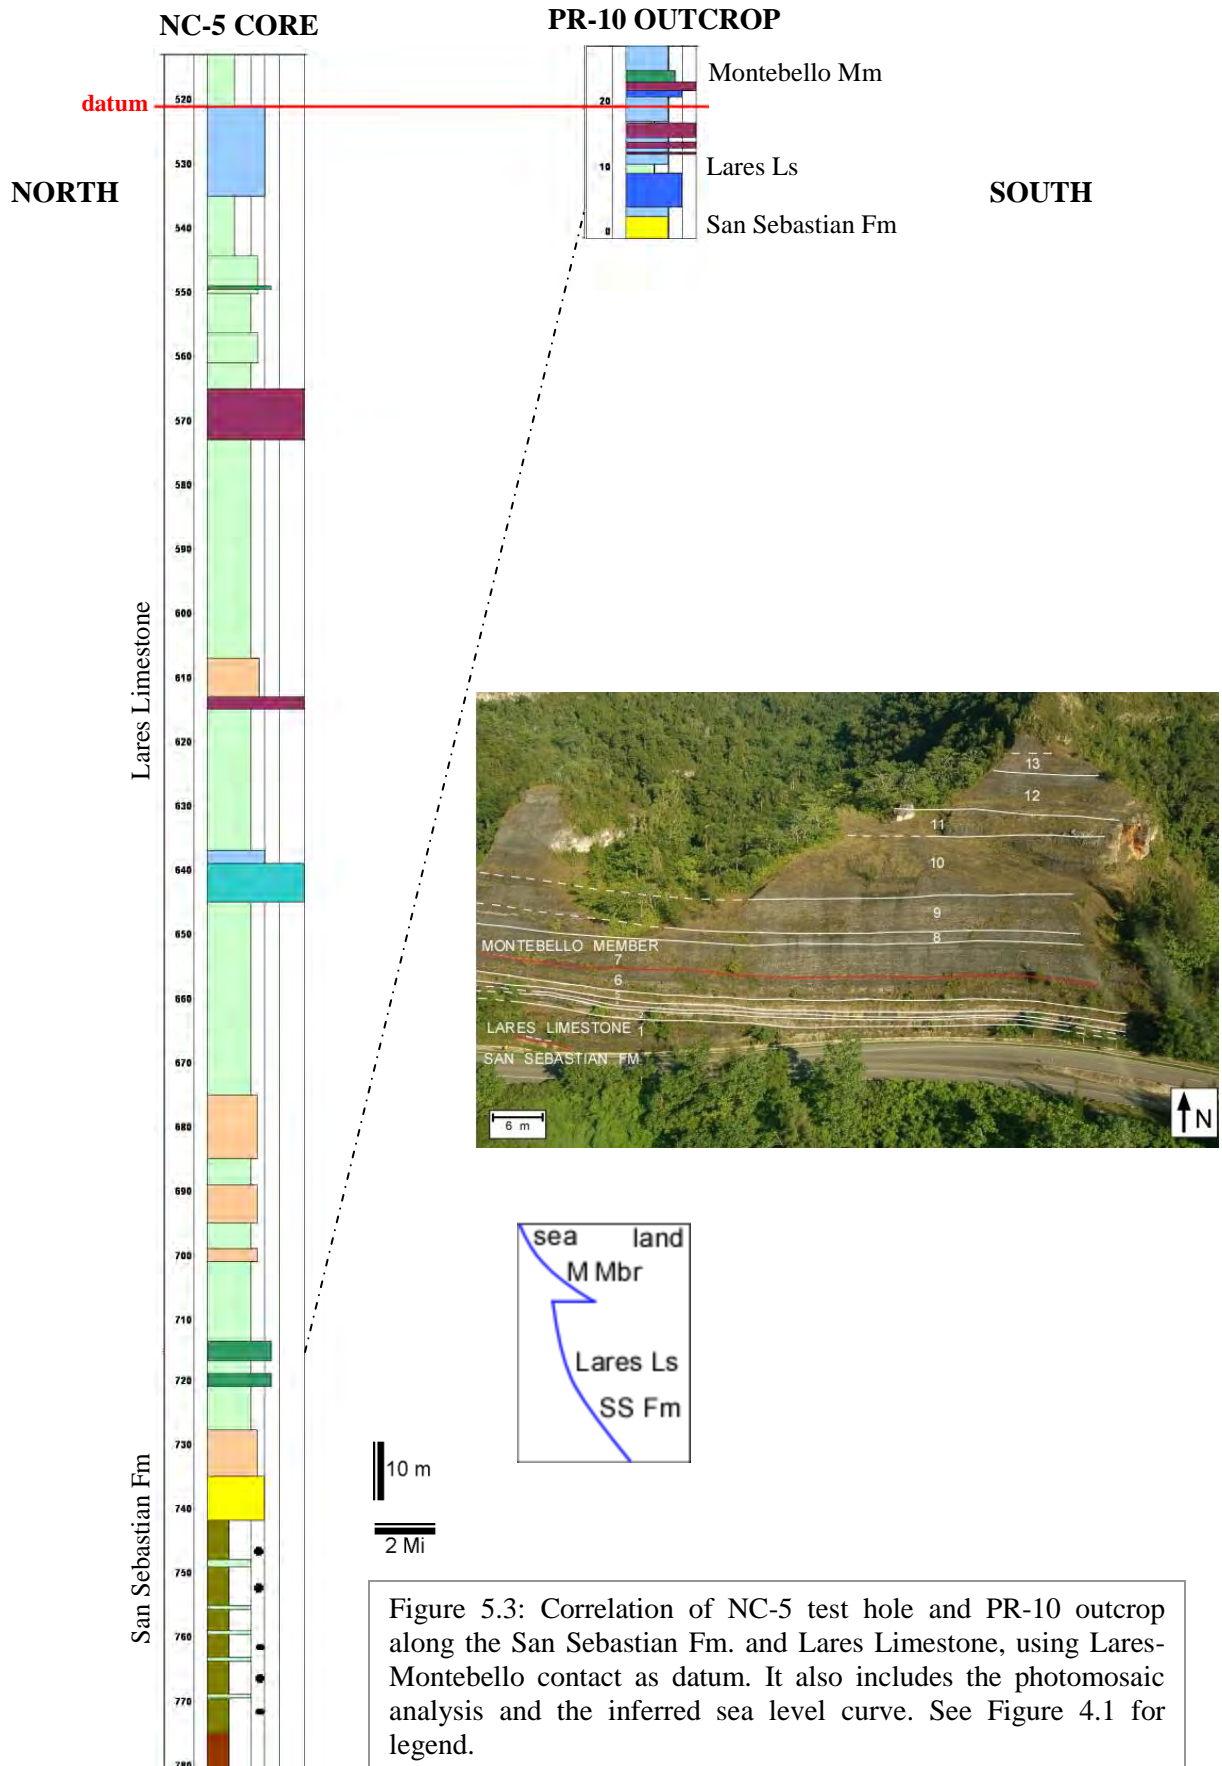 NC-5 CORE
PR-10 OUTCROP
datum
NORTH
SOUTH
Montebello Mm
Lares Ls
San Sebastian Fm
20
10
0
520
530
540
550
560
570
580
590
600
610
620
630
640
650
660
670
680
690
700
710
720
730
740
750
760
770
780
Lares Limestone
San Sebastian Fm
13
12
11
10
9
8
MONTEBELLO MEMBER
7
6
5
2
LARES LIMESTONE 1
SAN SEBASTIAN FM
6 m
N
sea land
M Mbr
Lares Ls
SS Fm
10 m
2 Mi
Figure 5.3: Correlation of NC-5 test hole and PR-10 outcrop
along the San Sebastian Fm. and Lares Limestone, using Lares-
Montebello contact as datum. It also includes the photomosaic
analysis and the inferred sea level curve. See Figure 4.1 for
legend.